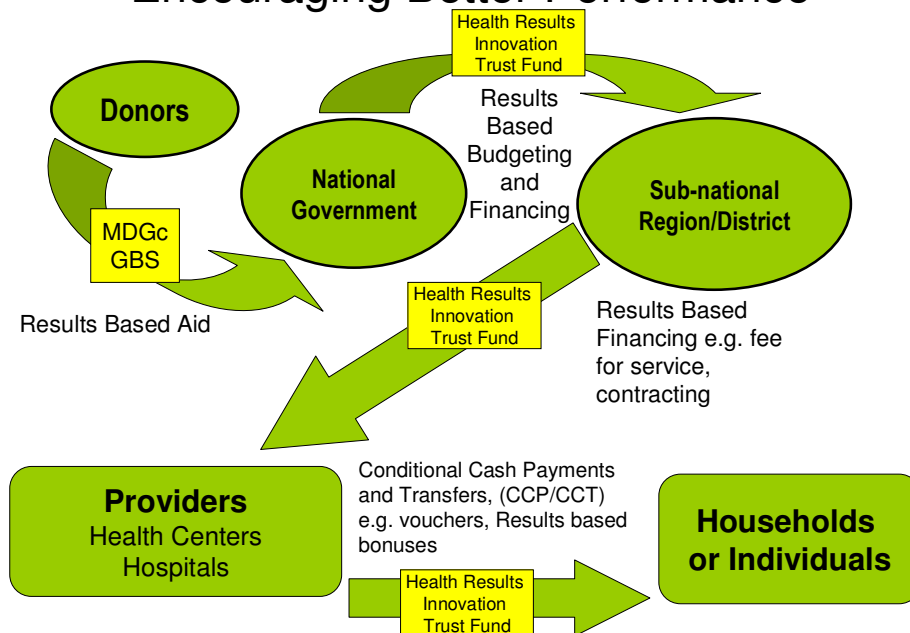 Encouraging Better Performance
Health Results
Innovation
Trust Fund
Donors
Results
Based
Budgeting
and
Financing
National
Government
Sub-national
Region/District
MDGc
GBS
Results Based Aid
Health Results
Innovation
Trust Fund
Results Based
Financing e.g. fee
for service,
contracting
Providers
Health Centers
Hospitals
Conditional Cash Payments
and Transfers, (CCP/CCT)
e.g. vouchers, Results based
bonuses
Households
or Individuals
Health Results
Innovation
Trust Fund